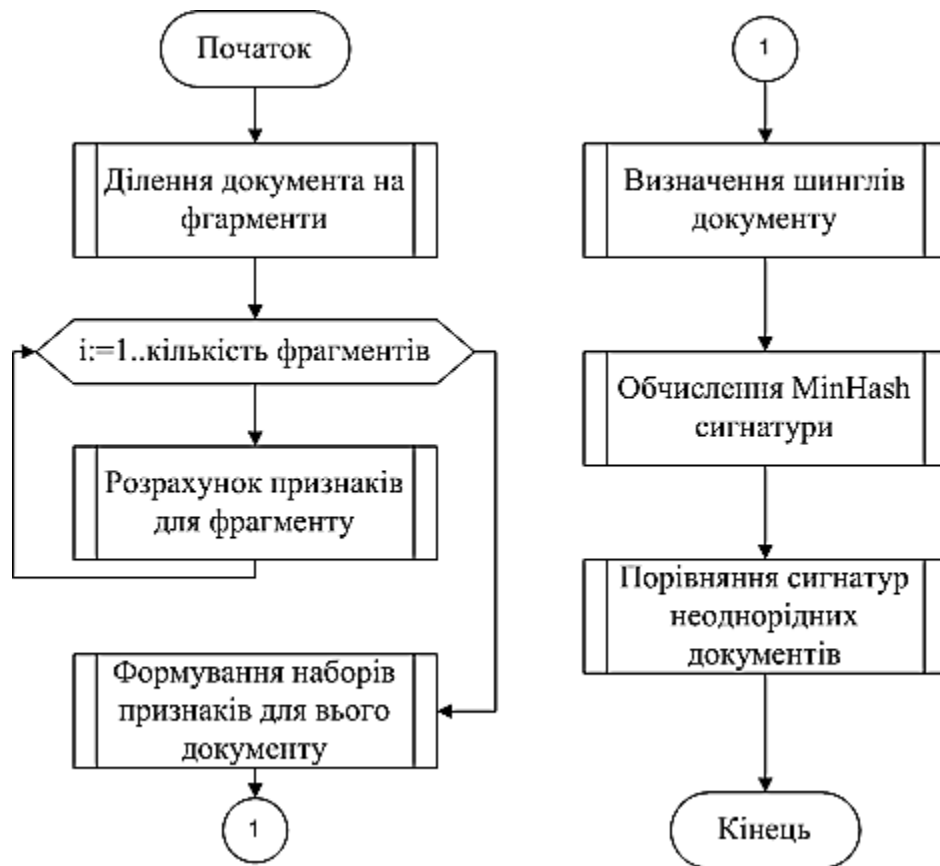 Початок
Ділення документа на
фгарменти
i:=1..кількість фрагментів
Розрахунок признаків
для фрагменту
Формування наборів
признаків для вього
документу
1
1
Визначення шинглів
документу
Обчислення MinHash
сигнатури
Порівняння сигнатур
неоднорідних
документів
Кінець